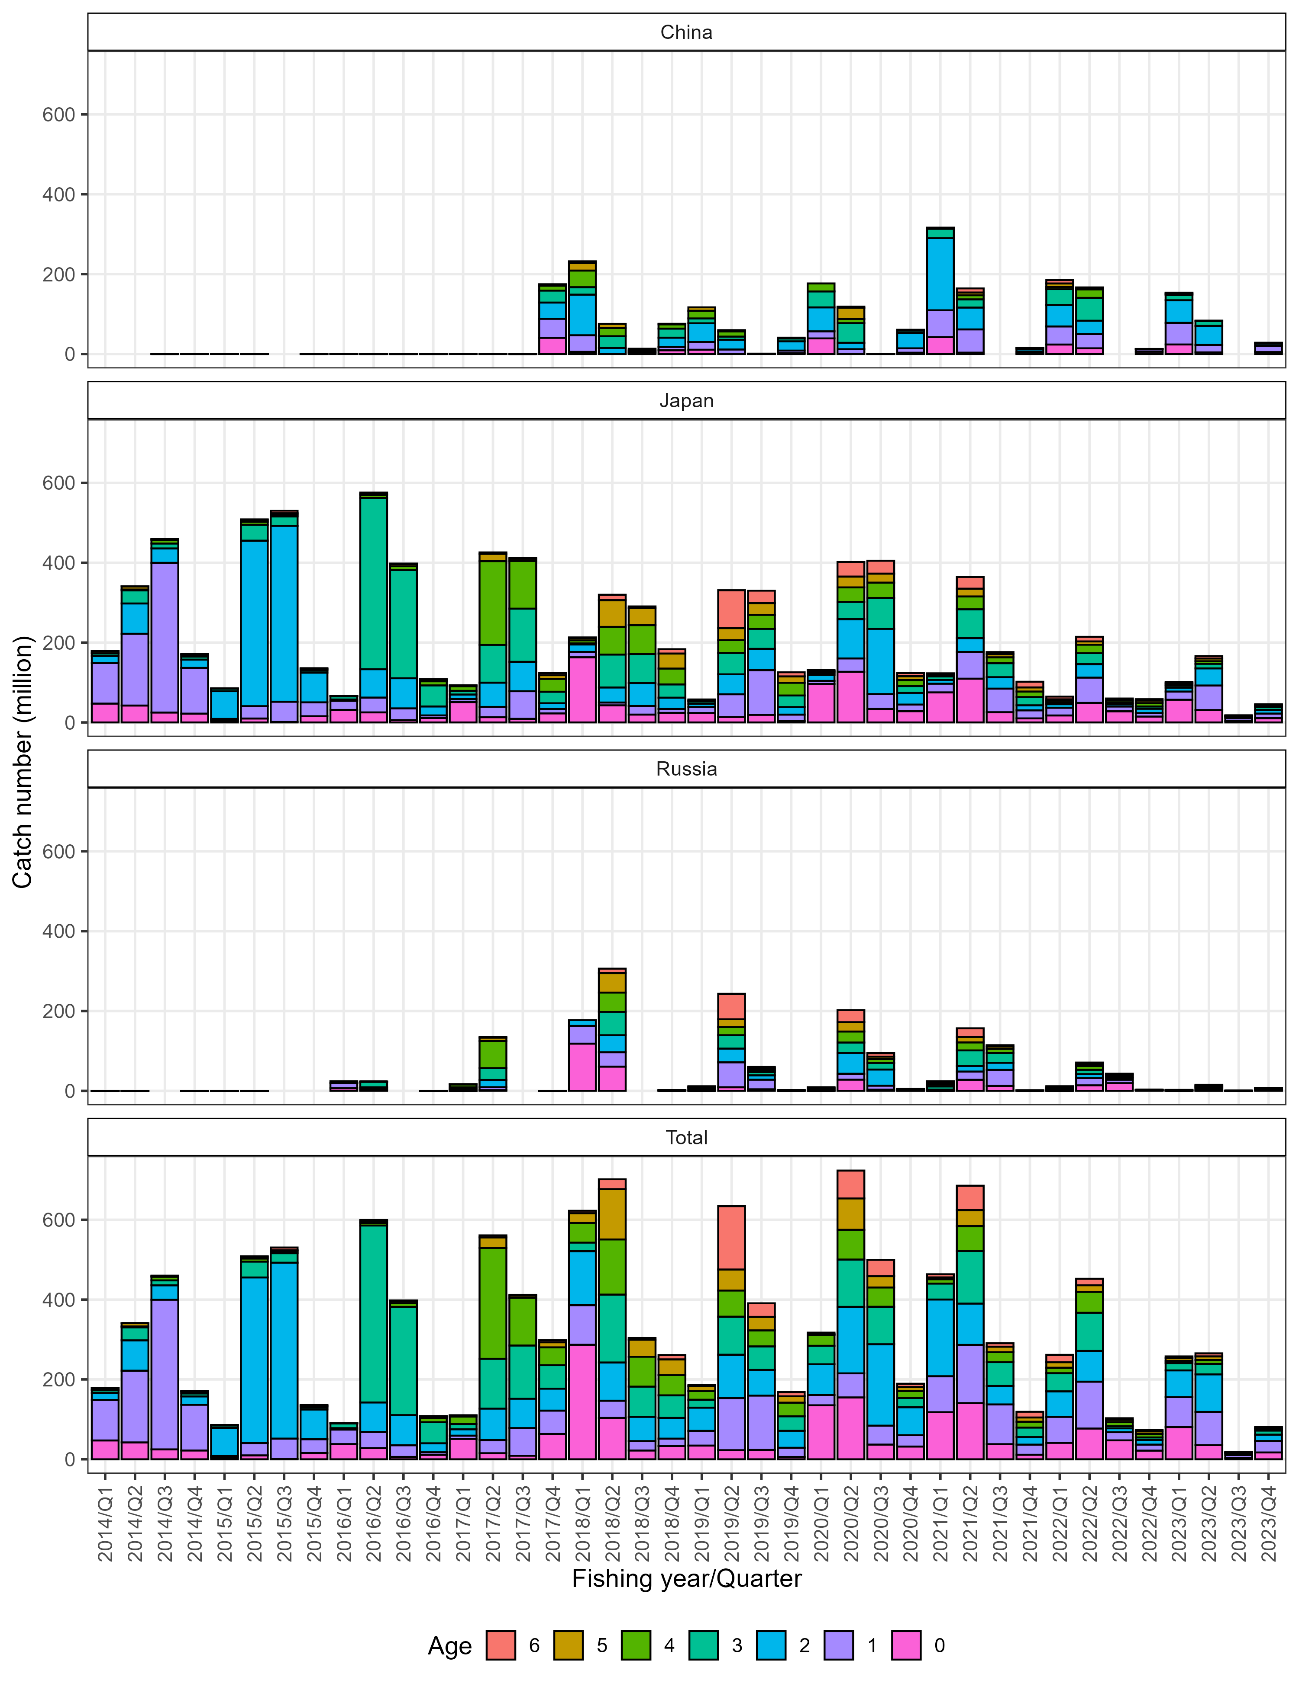 China
600
400
200
0
Japan
600
400
200
0
Russia
600
400
200
0
Total
600
400
200
0
Catch number (million)
2014/Q1
2014/Q2
2014/Q3
2014/Q4
2015/Q1
2015/Q2
2015/Q3
2015/Q4
2016/Q1
2016/Q2
2016/Q3
2016/Q4
2017/Q1
2017/Q2
2017/Q3
2017/Q4
2018/Q1
2018/Q2
2018/Q3
2018/Q4
2019/Q1
2019/Q2
2019/Q3
2019/Q4
2020/Q1
2020/Q2
2020/Q3
2020/Q4
2021/Q1
2021/Q2
2021/Q3
2021/Q4
2022/Q1
2022/Q2
2022/Q3
2022/Q4
2023/Q1
2023/Q2
2023/Q3
2023/Q4
Fishing year/Quarter
Age 6 5 4 3 2 1 0